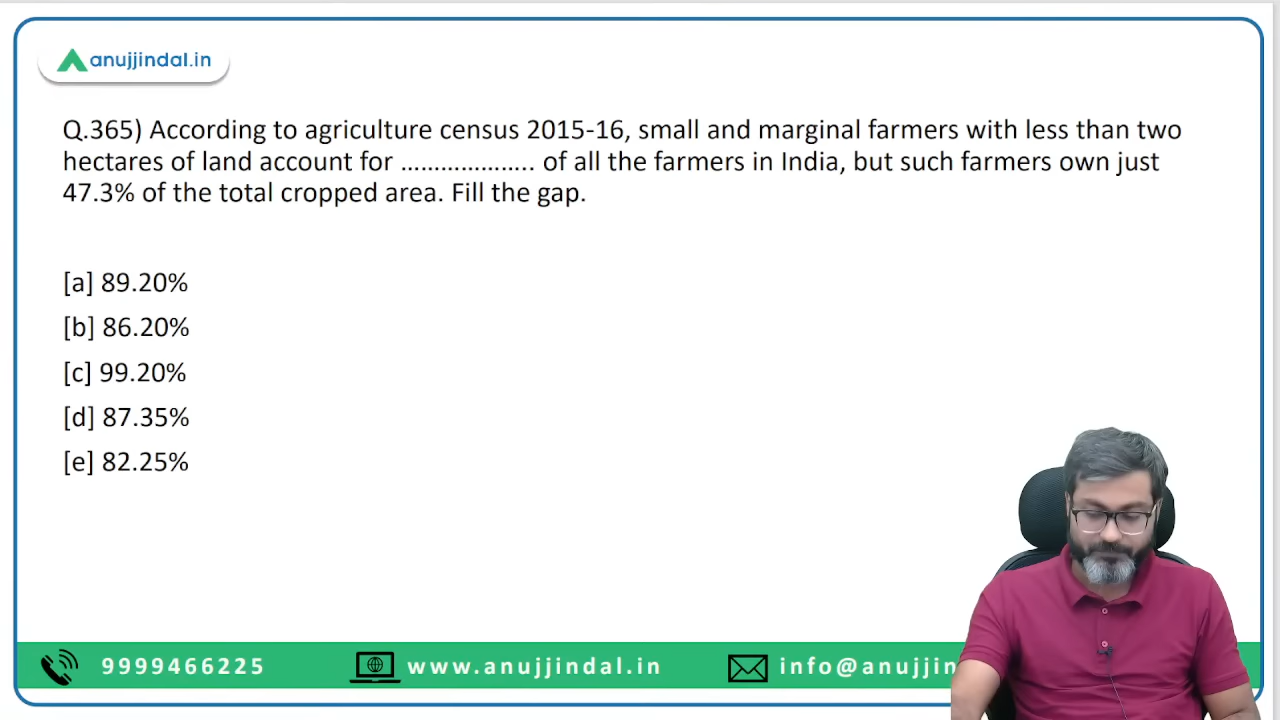 anujjindal.in
Q.365) According to agriculture census 2015-16, small and marginal farmers with less than two
hectares of land account for ……………….. of all the farmers in India, but such farmers own just
47.3% of the total cropped area. Fill the gap.
[a] 89.20%
[b] 86.20%
[c] 99.20%
[d] 87.35%
[e] 82.25%
9999466225 www.anujjindal.in info@anujjin